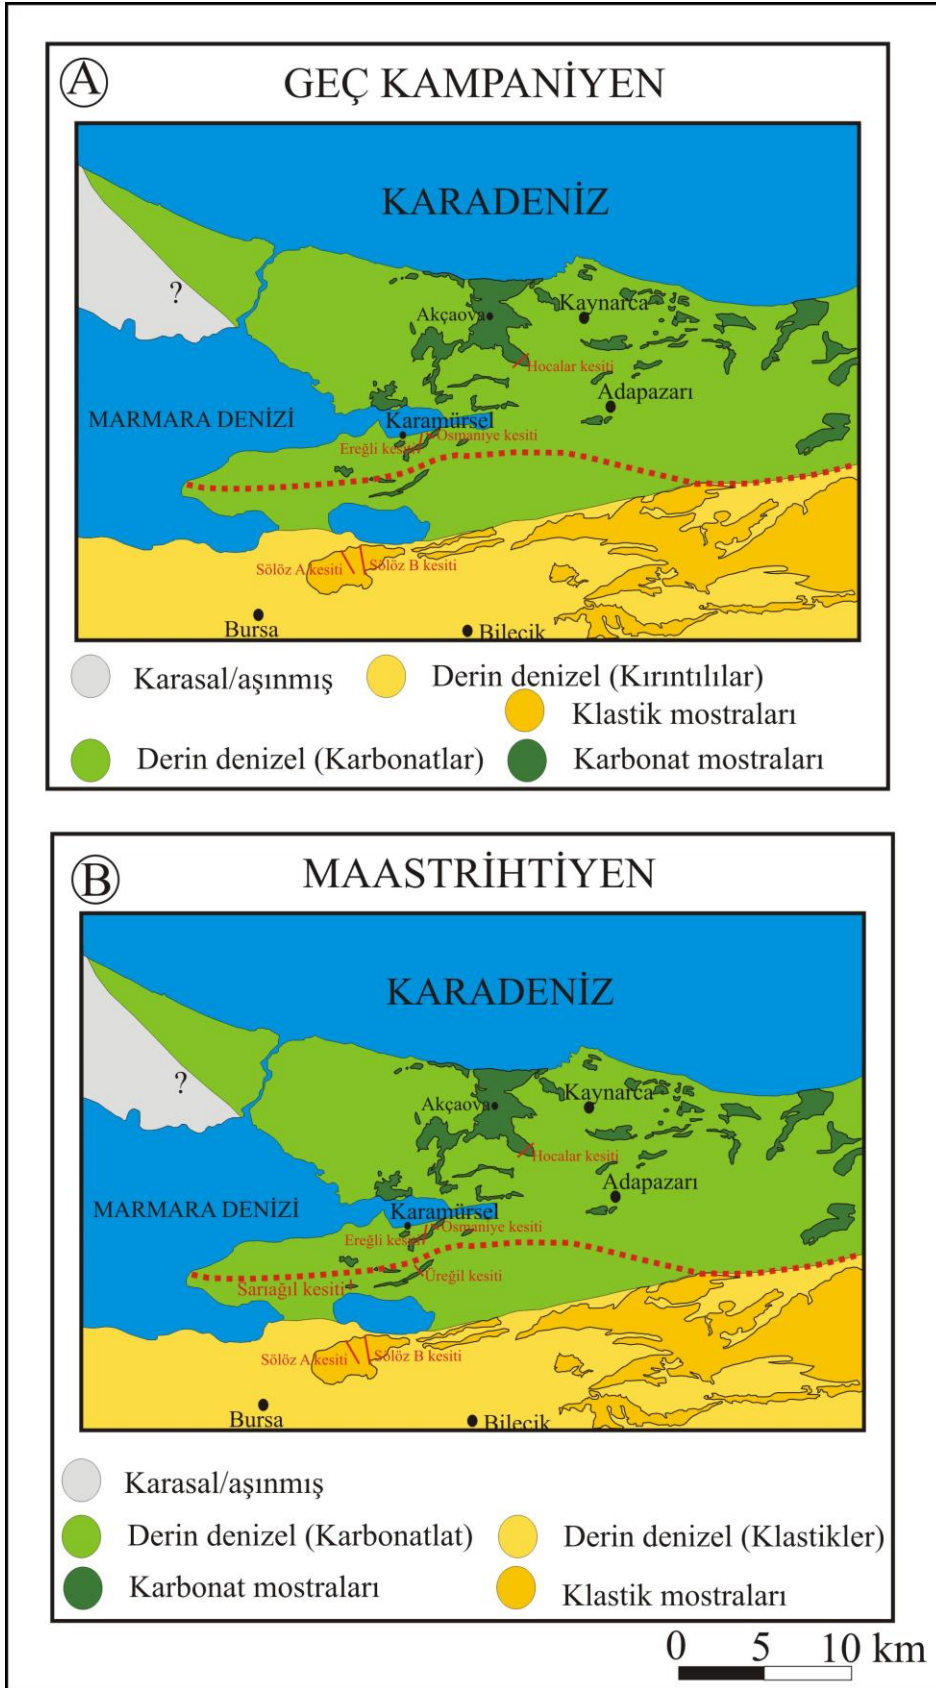 A
GEÇ KAMPANİYEN
KARADENİZ
?
Akçaova
Kaynarca
Hocalar kesiti
Adapazarı
MARMARA DENİZİ
Karamürsel
Osmaniye kesiti
Ereğli kesiti
Sölöz A kesiti
Sölöz B kesiti
Bursa
Bilecik
Karasal/aşınmış
Derin denizel (Kırıntılılar)
Klastik mostraları
Derin denizel (Karbonatlar)
Karbonat mostraları
B
MAASTRİHTİYEN
KARADENİZ
?
Akçaova
Kaynarca
Hocalar kesiti
Adapazarı
MARMARA DENİZİ
Karamürsel
Osmaniye kesiti
Ereğli kesiti
Üreğil kesiti
Sarıağıl kesiti
Sölöz A kesiti
Sölöz B kesiti
Bursa
Bilecik
Karasal/aşınmış
Derin denizel (Karbonatlat)
Derin denizel (Klastikler)
Karbonat mostraları
Klastik mostraları
0 5 10 km